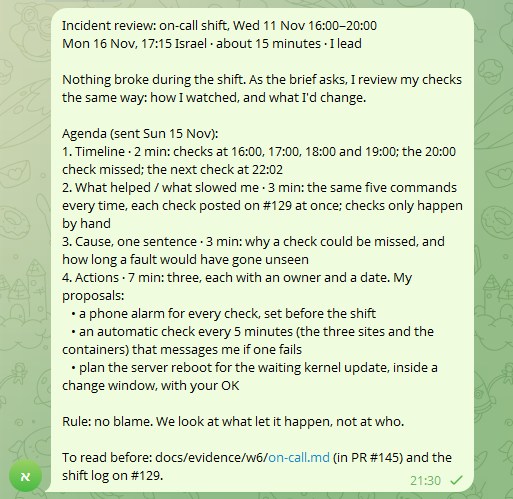 Incident review: on-call shift, Wed 11 Nov 16:00–20:00
Mon 16 Nov, 17:15 Israel · about 15 minutes · I lead
Nothing broke during the shift. As the brief asks, I review my checks
the same way: how I watched, and what I'd change.
Agenda (sent Sun 15 Nov):
1. Timeline · 2 min: checks at 16:00, 17:00, 18:00 and 19:00; the 20:00
check missed; the next check at 22:02
2. What helped / what slowed me · 3 min: the same five commands
every time, each check posted on #129 at once; checks only happen
by hand
3. Cause, one sentence · 3 min: why a check could be missed, and
how long a fault would have gone unseen
4. Actions · 7 min: three, each with an owner and a date. My
proposals:
• a phone alarm for every check, set before the shift
• an automatic check every 5 minutes (the three sites and the
containers) that messages me if one fails
• plan the server reboot for the waiting kernel update, inside a
change window, with your OK
Rule: no blame. We look at what let it happen, not at who.
To read before: docs/evidence/w6/on-call.md (in PR #145) and the
shift log on #129.
21:30
א